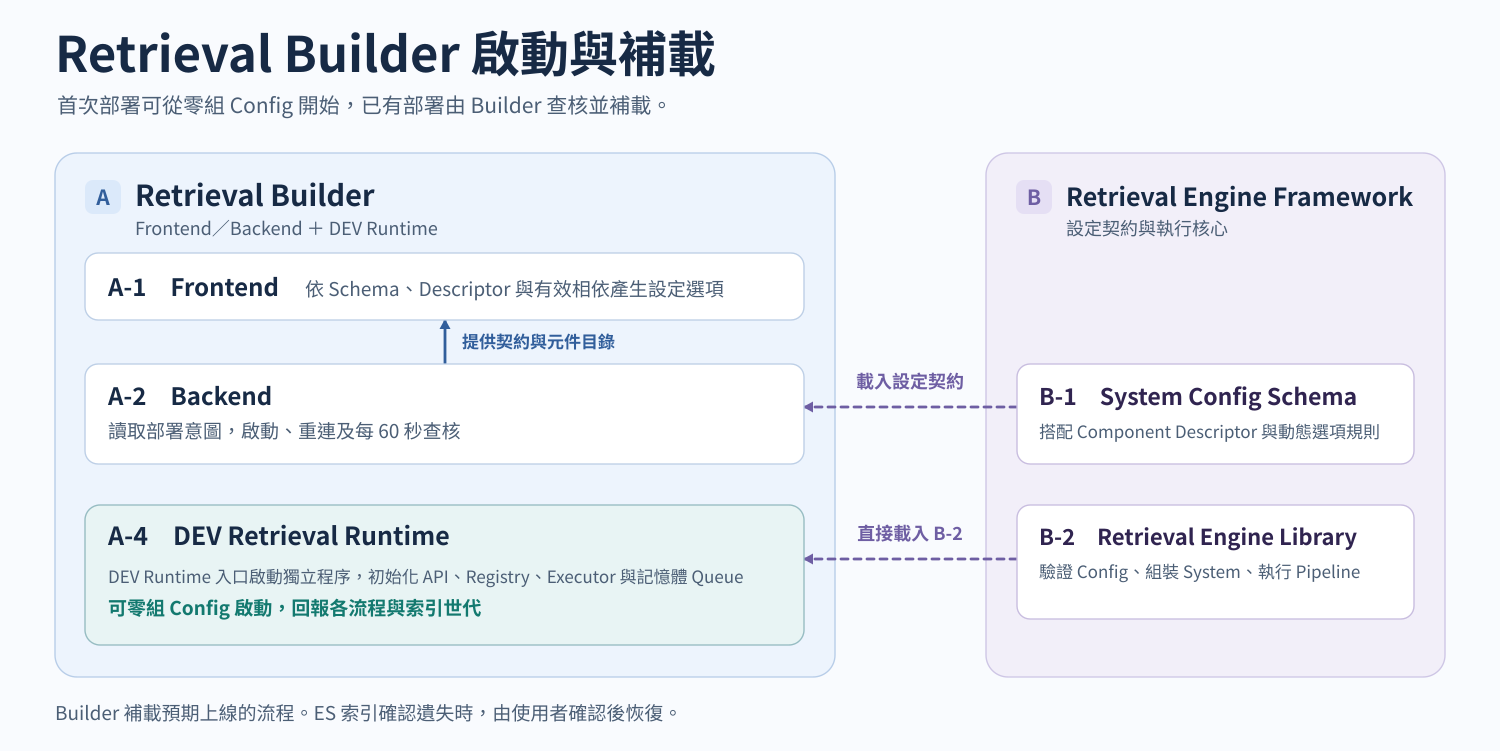 Retrieval Builder 啟動與補載
首次部署可從零組 Config 開始，已有部署由 Builder 查核並補載。
A Retrieval Builder
Frontend／Backend ＋ DEV Runtime
A-1 Frontend 依 Schema、Descriptor 與有效相依產生設定選項
提供契約與元件目錄
A-2 Backend
讀取部署意圖，啟動、重連及每 60 秒查核
A-4 DEV Retrieval Runtime
DEV Runtime 入口啟動獨立程序，初始化 API、Registry、Executor 與記憶體 Queue
可零組 Config 啟動，回報各流程與索引世代
載入設定契約
直接載入 B-2
B Retrieval Engine Framework
設定契約與執行核心
B-1 System Config Schema
搭配 Component Descriptor 與動態選項規則
B-2 Retrieval Engine Library
驗證 Config、組裝 System、執行 Pipeline
Builder 補載預期上線的流程。ES 索引確認遺失時，由使用者確認後恢復。